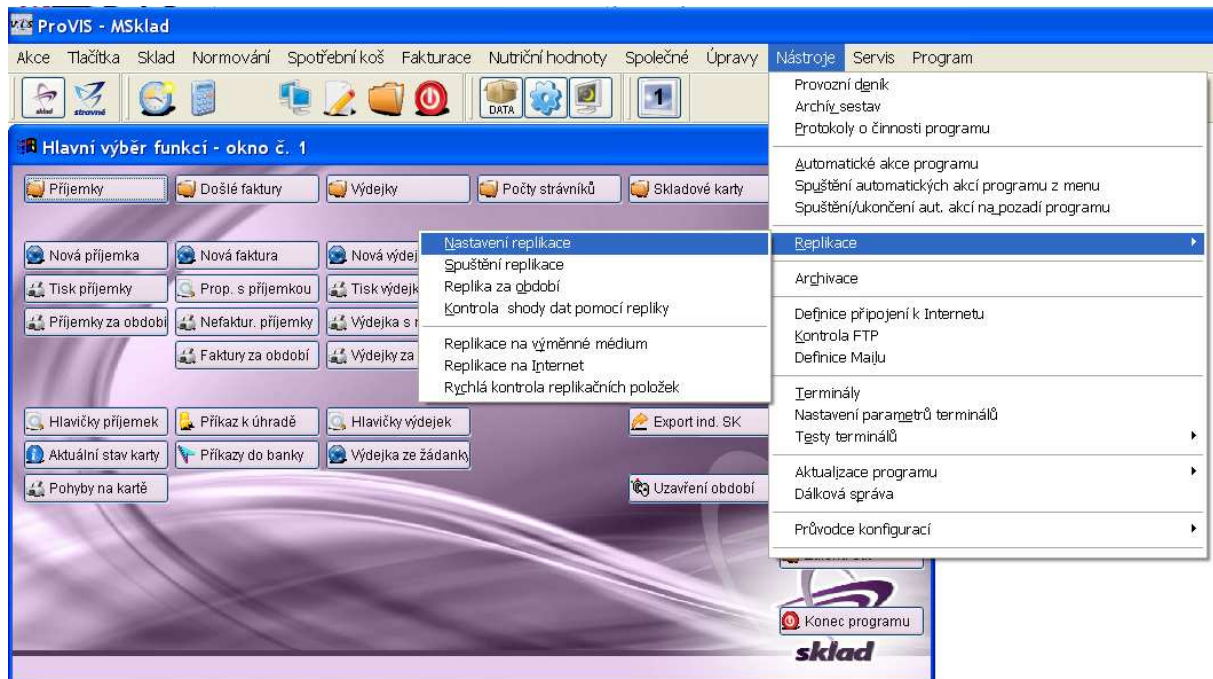 ProVIS - MSklad
Akce Tlačítka Sklad Normování Spotřební koš Fakturace Nutriční hodnoty Společné Úpravy Nástroje Servis Program
sklad stravné DATA 1
Hlavní výběr funkcí - okno č. 1
Příjemky Došlé faktury Výdejky Počty strávníků Skladové karty
Nová příjemka Nová faktura Nová výdej
Tisk příjemky Prop. s příjemkou Tisk výdejk
Příjemky za období Nefaktur. příjemky Výdejka s
Faktury za období Výdejky za
Hlavičky příjemek Příkaz k úhradě Hlavičky výdejek Export ind. SK
Aktuální stav karty Příkazy do banky Výdejka ze žádanky
Pohyby na kartě Uzavření období
Konec programu
sklad
Provozní deník
Archív sestav
Protokoly o činnosti programu
Automatické akce programu
Spuštění automatických akcí programu z menu
Spuštění/ukončení aut. akcí na pozadí programu
Replikace
Archivace
Definice připojení k Internetu
Kontrola FTP
Definice Mailu
Terminály
Nastavení parametrů terminálů
Testy terminálů
Aktualizace programu
Dálková správa
Průvodce konfigurací
Nastavení replikace
Spuštění replikace
Replika za období
Kontrola shody dat pomocí repliky
Replikace na výměnné médium
Replikace na Internet
Rychlá kontrola replikačních položek